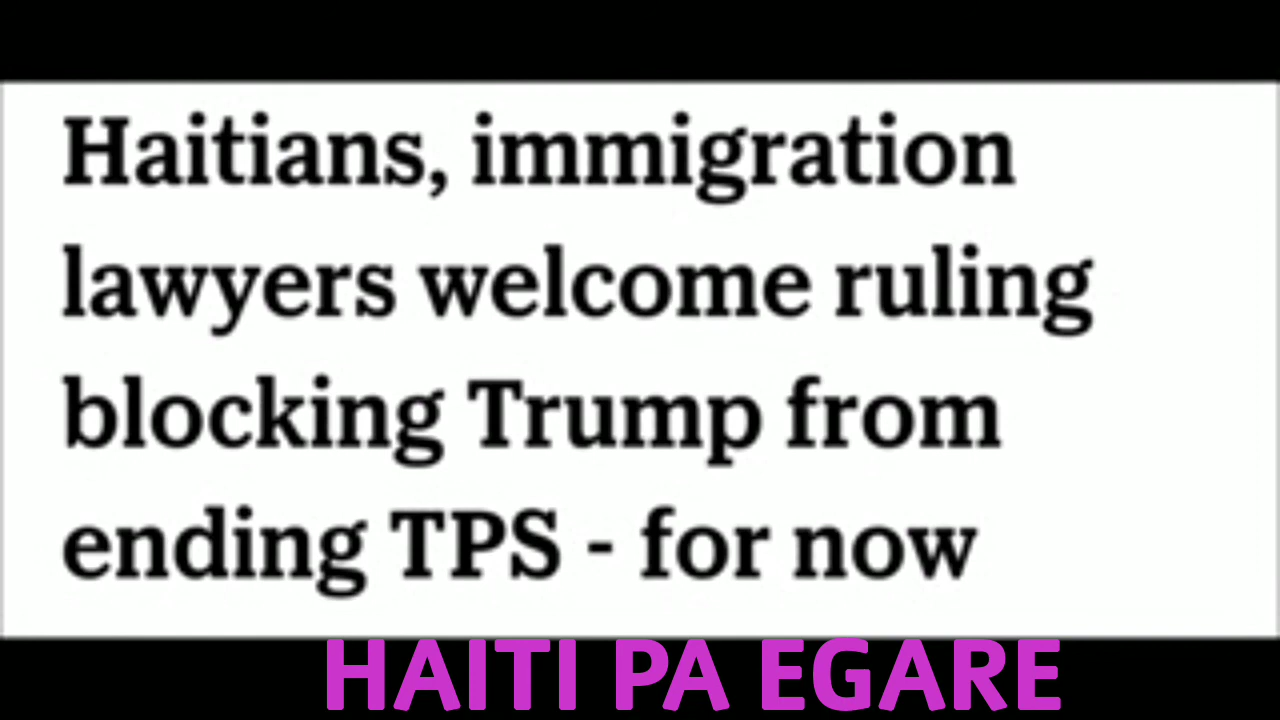 Haitians, immigration
lawyers welcome ruling
blocking Trump from
ending TPS - for now
HAITI PA EGARE